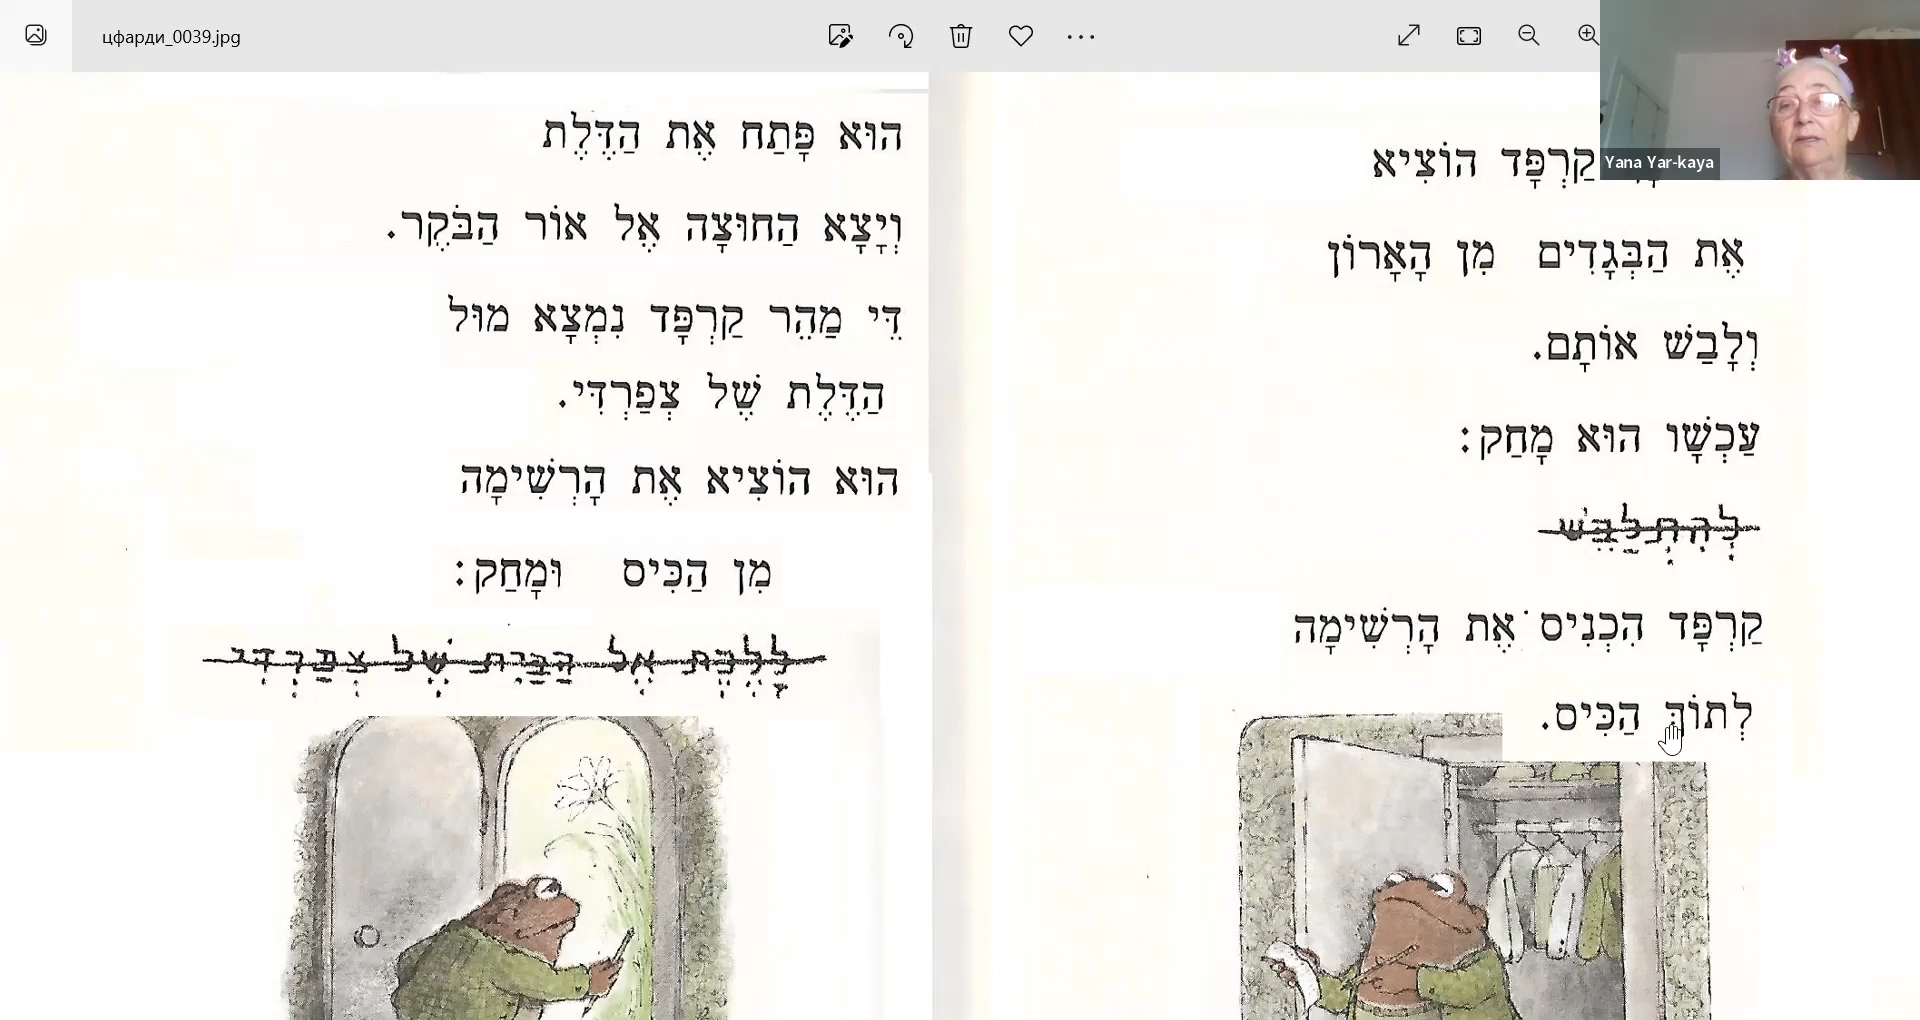 цфарди_0039.jpg
Yana Yar-kaya
קַרְפָּד הוֹצִיא
אֶת הַבְּגָדִים מִן הָאָרוֹן
וְלָבַשׁ אוֹתָם.
עַכְשָׁו הוּא מָחַק:
לְהִתְלַבֵּשׁ
קַרְפָּד הִכְנִיס אֶת הָרְשִׁימָה
לְתוֹךְ הַכִּיס.
הוּא פָּתַח אֶת הַדֶּלֶת
וְיָצָא הַחוּצָה אֶל אוֹר הַבֹּקֶר.
דֵּי מַהֵר קַרְפָּד נִמְצָא מוּל
הַדֶּלֶת שֶׁל צְפַרְדִּי.
הוּא הוֹצִיא אֶת הָרְשִׁימָה
מִן הַכִּיס וּמָחַק:
לָלֶכֶת אֶל הַבַּיִת שֶׁל צְפַרְדִּי